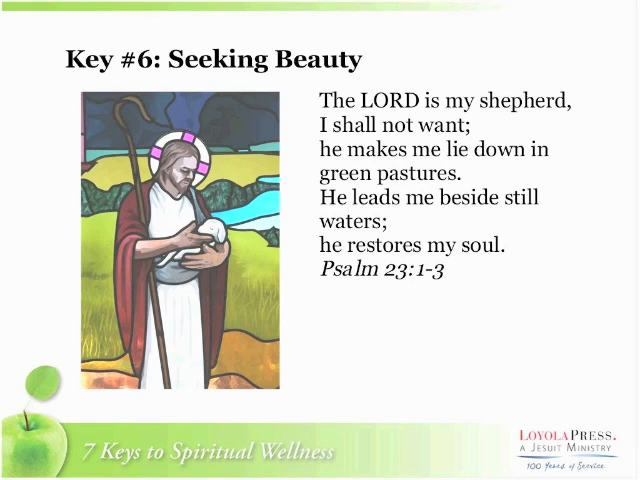 Key #6: Seeking Beauty
The LORD is my shepherd,
I shall not want;
he makes me lie down in
green pastures.
He leads me beside still
waters;
he restores my soul.
Psalm 23:1-3
7 Keys to Spiritual Wellness
LOYOLAPRESS.
A JESUIT MINISTRY
100 Years of Service